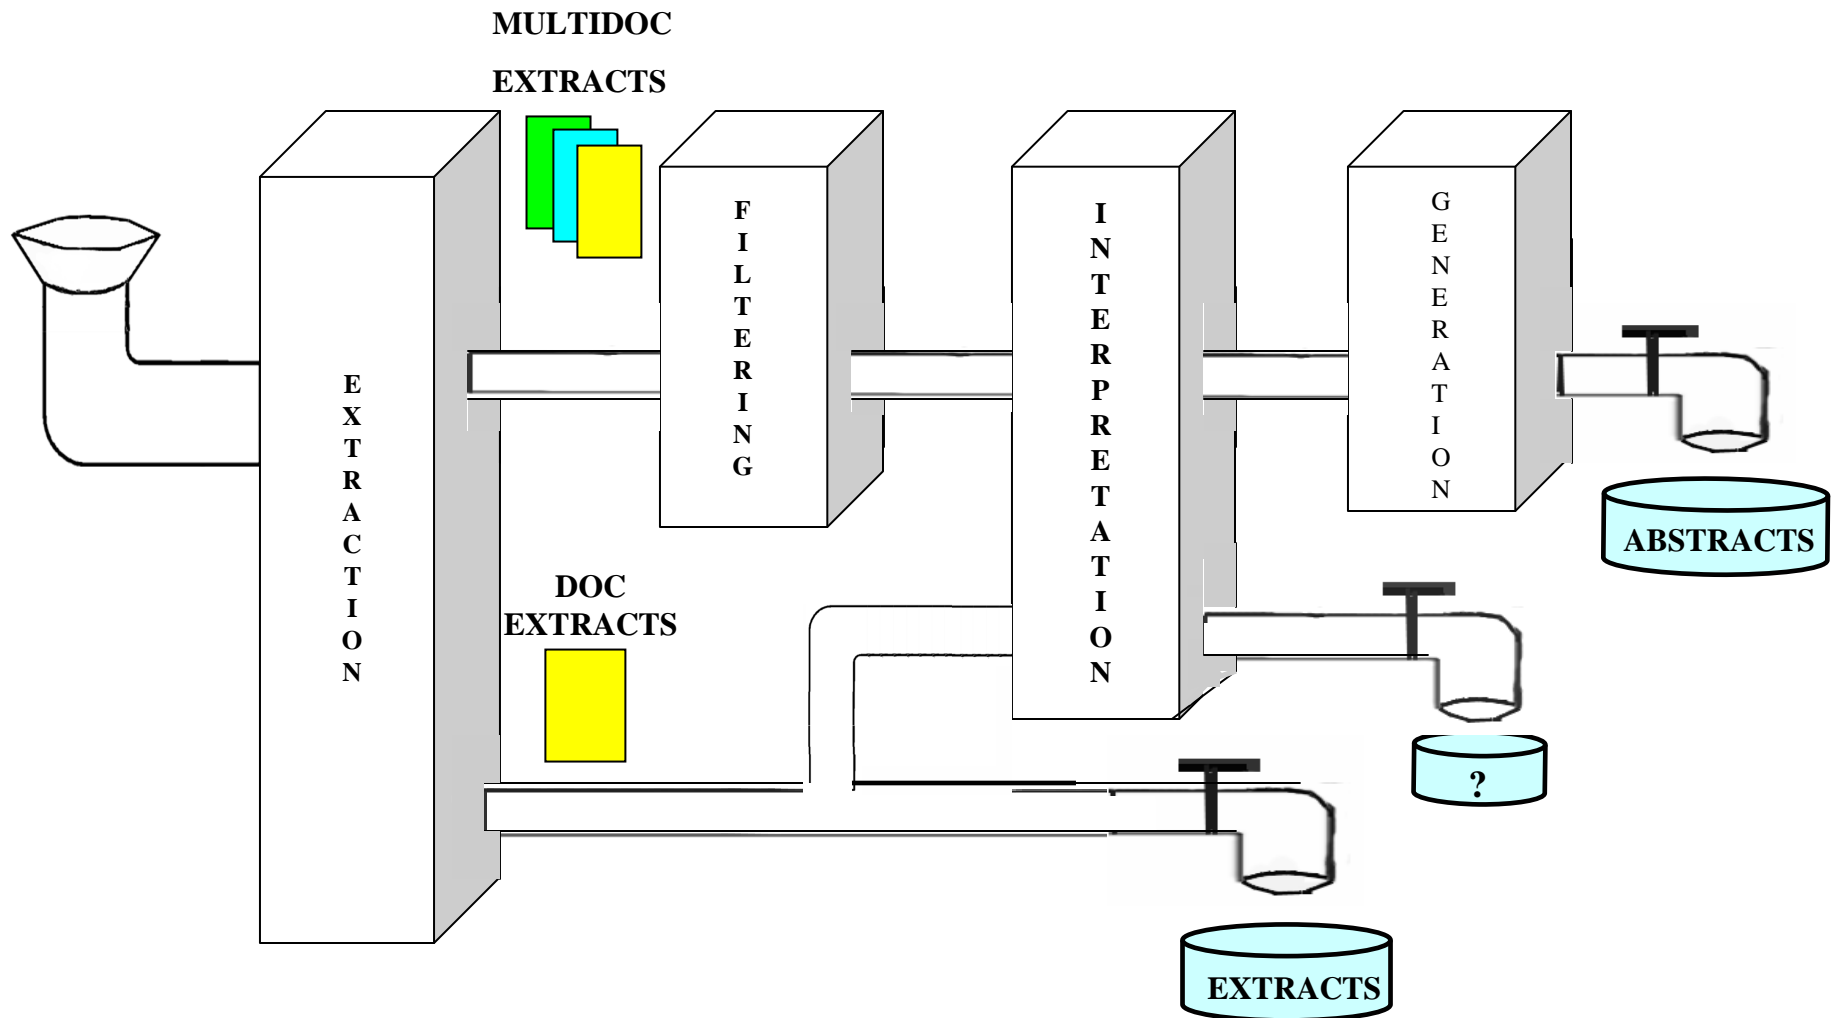 MULTIDOC
EXTRACTS
EXTRACTION
FILTERING
INTERPRETATION
GENERATION
ABSTRACTS
DOC
EXTRACTS
?
EXTRACTS